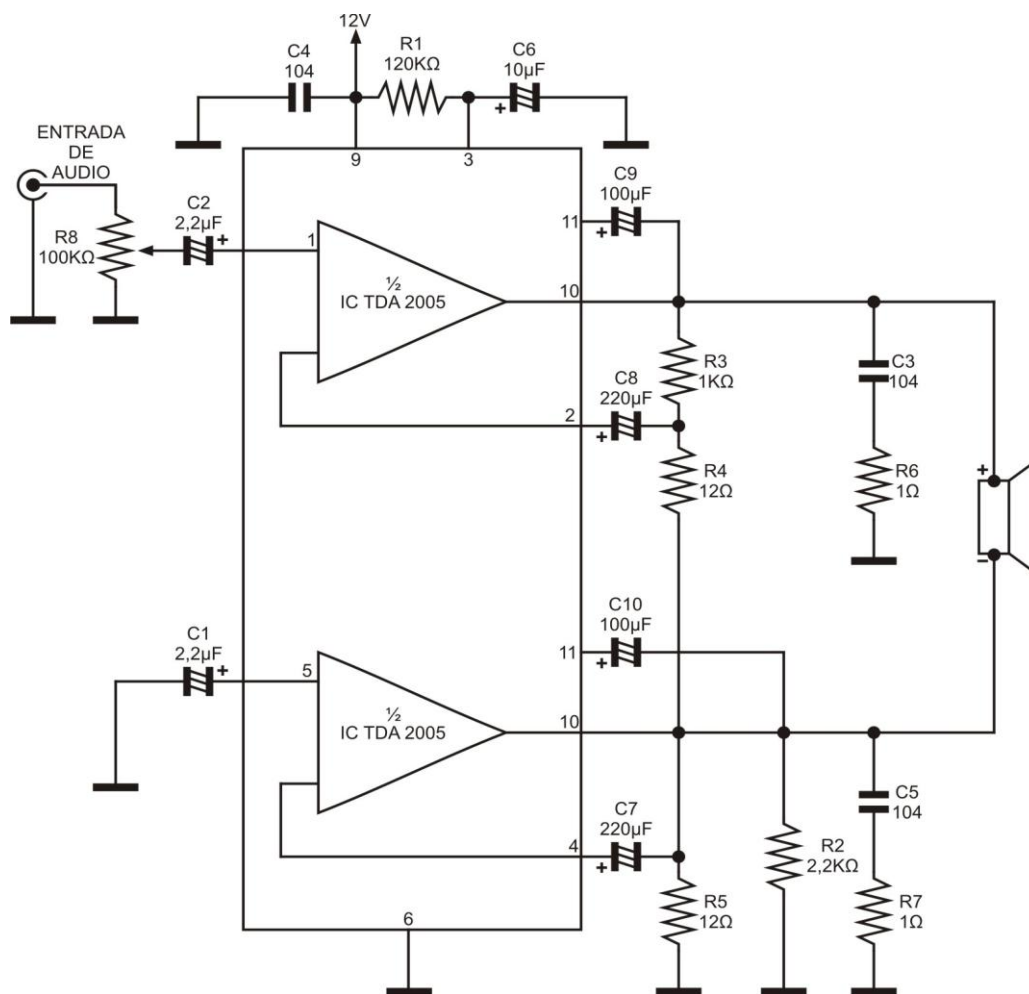 12V
C4
104
R1
120KΩ
C6
10µF
+
ENTRADA
DE
AUDIO
9
3
R8
100KΩ
C2
2,2µF
+
1
½
IC TDA 2005
11
C9
100µF
+
10
R3
1KΩ
C3
104
2
C8
220µF
+
R4
12Ω
R6
1Ω
+
−
C1
2,2µF
+
5
½
IC TDA 2005
11
C10
100µF
+
10
4
C7
220µF
+
C5
104
R2
2,2KΩ
R5
12Ω
R7
1Ω
6